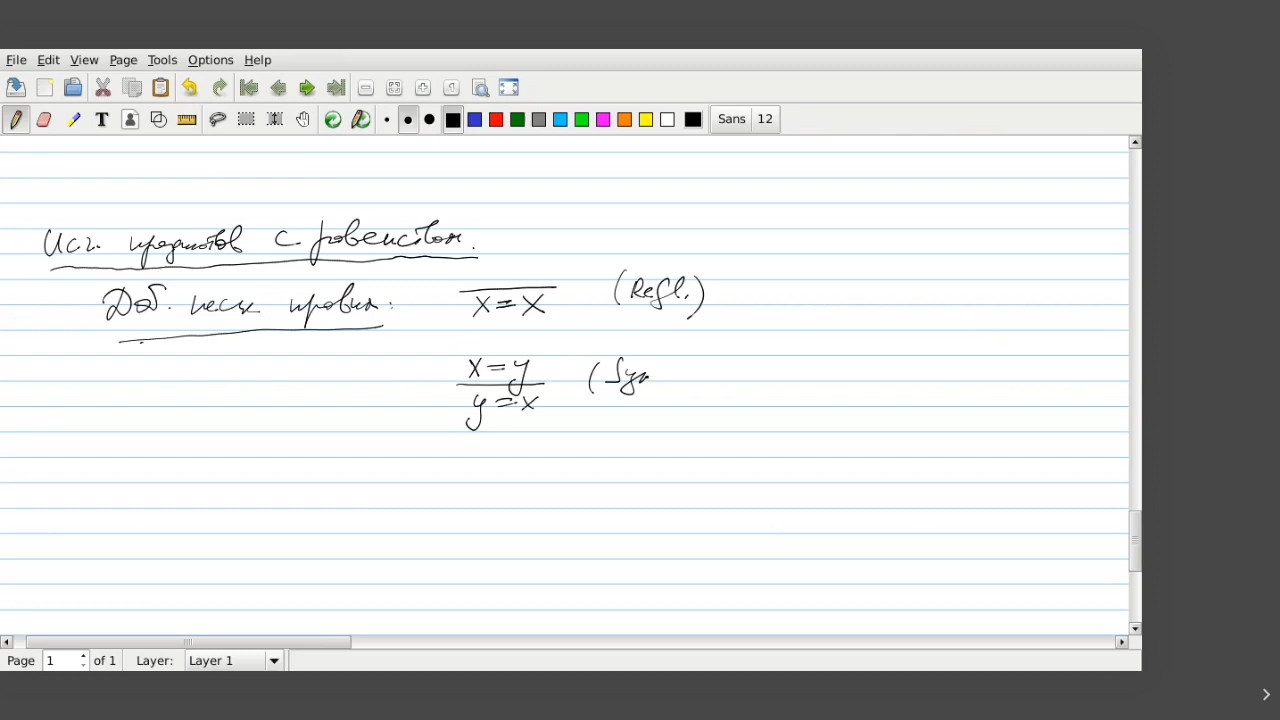 File Edit View Page Tools Options Help
Sans 12
Исч. предикатов с равенством.
Доб. неск. правил:
x = x (Refl.)
x = y (Sym
y = x
Page 1 of 1 Layer: Layer 1